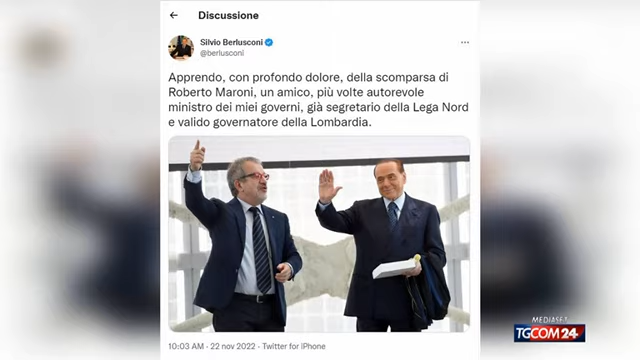 Discussione
Silvio Berlusconi
@berlusconi
Apprendo, con profondo dolore, della scomparsa di
Roberto Maroni, un amico, più volte autorevole
ministro dei miei governi, già segretario della Lega Nord
e valido governatore della Lombardia.
10:03 AM · 22 nov 2022 · Twitter for iPhone
MEDIASET
TGCOM24